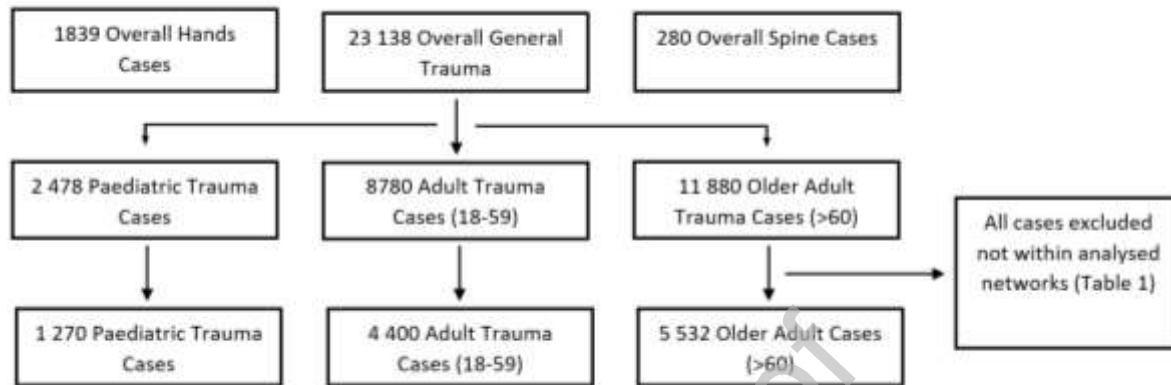 1839 Overall Hands
Cases
23 138 Overall General
Trauma
280 Overall Spine Cases
2 478 Paediatric Trauma
Cases
8780 Adult Trauma
Cases (18-59)
11 880 Older Adult
Trauma Cases (>60)
All cases excluded
not within analysed
networks (Table 1)
1 270 Paediatric Trauma
Cases
4 400 Adult Trauma
Cases (18-59)
5 532 Older Adult Cases
(>60)